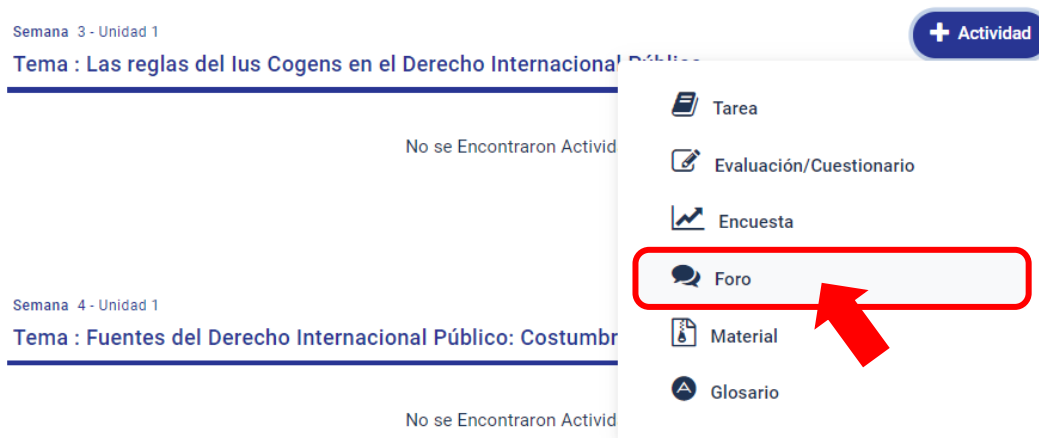 Semana 3 - Unidad 1
+ Actividad
Tema : Las reglas del Ius Cogens en el Derecho Internacional Público
No se Encontraron Activid
Tarea
Evaluación/Cuestionario
Encuesta
Foro
Material
Glosario
Semana 4 - Unidad 1
Tema : Fuentes del Derecho Internacional Público: Costumbr
No se Encontraron Activid